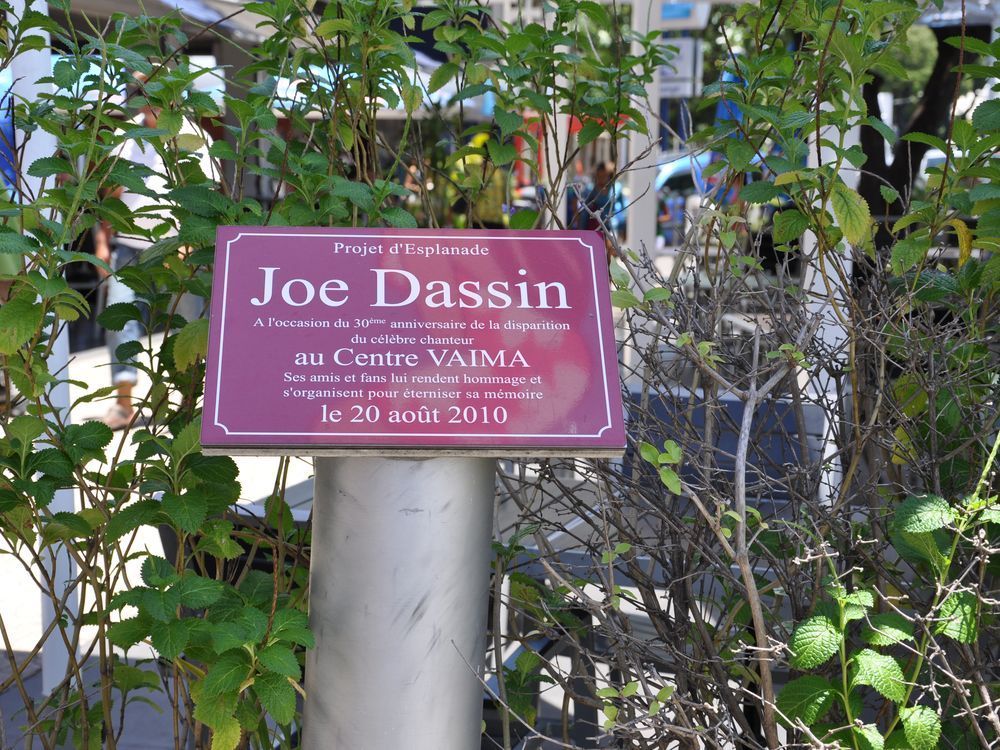 Projet d'Esplanade
Joe Dassin
A l'occasion du 30ème anniversaire de la disparition
du célèbre chanteur
au Centre VAIMA
Ses amis et fans lui rendent hommage et
s'organisent pour éterniser sa mémoire
le 20 août 2010